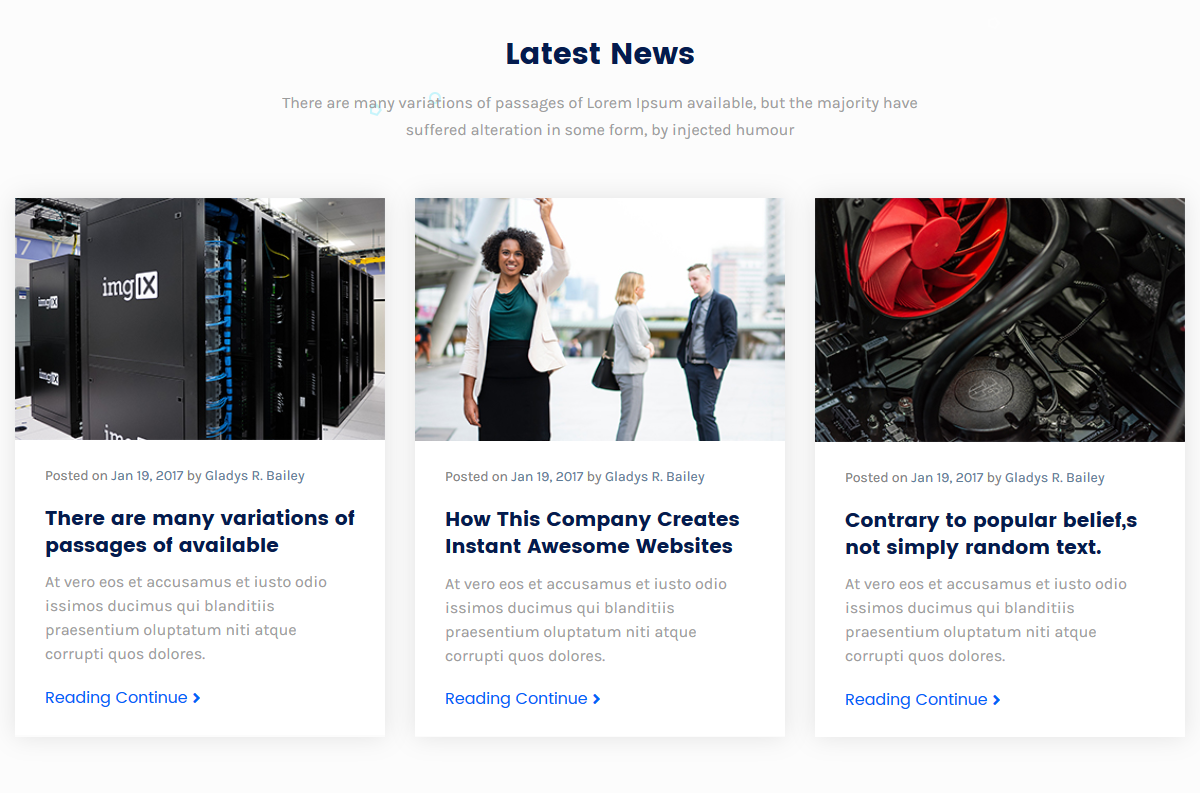 Latest News
There are many variations of passages of Lorem Ipsum available, but the majority have
suffered alteration in some form, by injected humour
7
imgIX
imgIX
imgIX
Posted on Jan 19, 2017 by Gladys R. Bailey
There are many variations of
passages of available
At vero eos et accusamus et iusto odio
issimos ducimus qui blanditiis
praesentium oluptatum niti atque
corrupti quos dolores.
Reading Continue
Posted on Jan 19, 2017 by Gladys R. Bailey
How This Company Creates
Instant Awesome Websites
At vero eos et accusamus et iusto odio
issimos ducimus qui blanditiis
praesentium oluptatum niti atque
corrupti quos dolores.
Reading Continue
Posted on Jan 19, 2017 by Gladys R. Bailey
Contrary to popular belief,s
not simply random text.
At vero eos et accusamus et iusto odio
issimos ducimus qui blanditiis
praesentium oluptatum niti atque
corrupti quos dolores.
Reading Continue